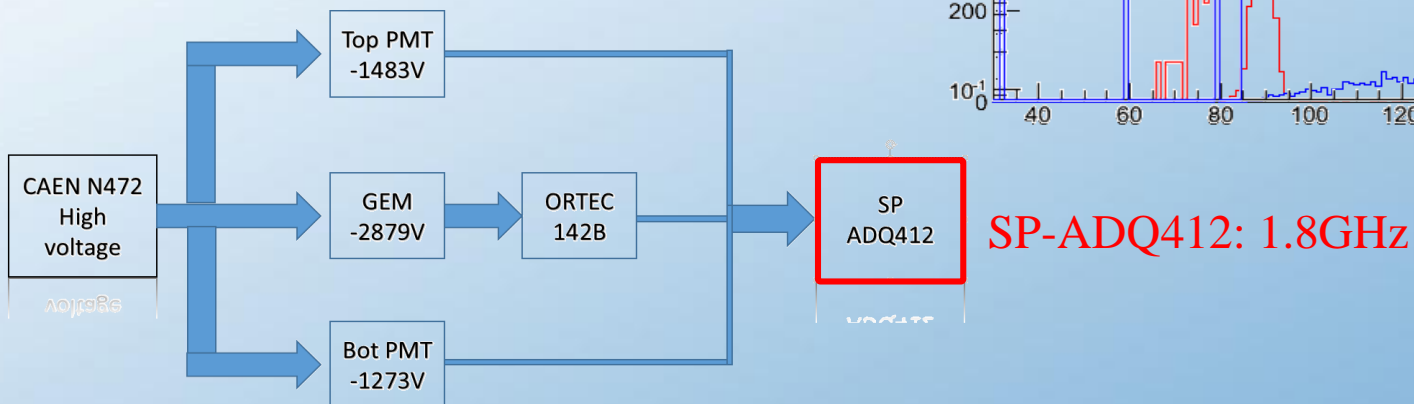 Top PMT
-1483V
200
10-1
0
40
60
80
100
120
CAEN N472
High
voltage
GEM
-2879V
ORTEC
142B
SP
ADQ412
SP-ADQ412: 1.8GHz
Bot PMT
-1273V